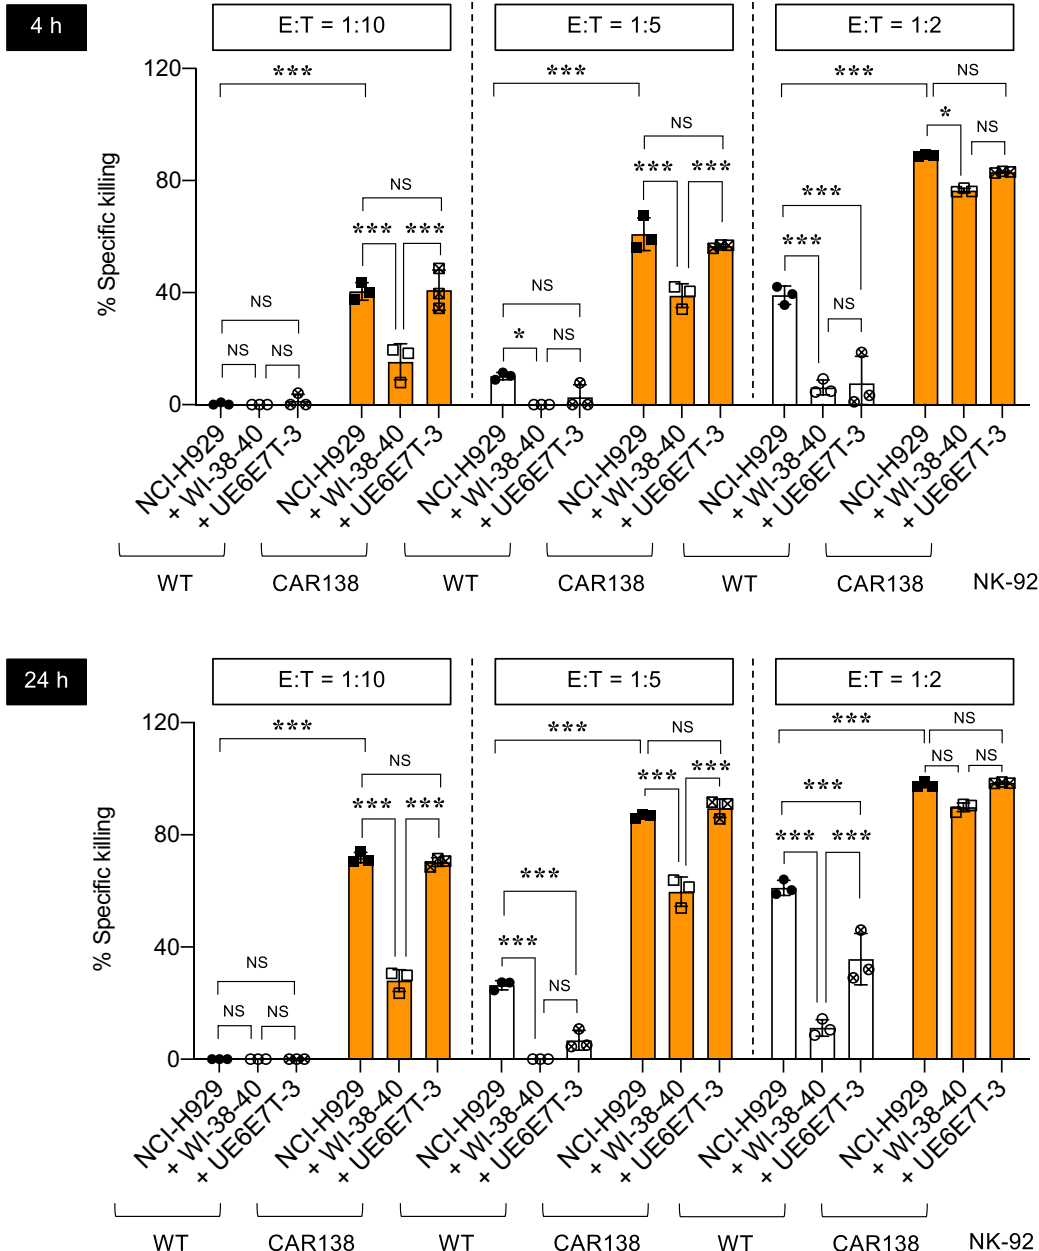 4 h
E:T = 1:10
E:T = 1:5
E:T = 1:2
% Specific killing
120
80
40
0
***
NS
***
***
NS
NS
NS
***
NS
***
***
NS
*
NS
***
NS
*
NS
***
***
NS
NCI-H929
+ WI-38-40
+ UE6E7T-3
NCI-H929
+ WI-38-40
+ UE6E7T-3
NCI-H929
+ WI-38-40
+ UE6E7T-3
NCI-H929
+ WI-38-40
+ UE6E7T-3
NCI-H929
+ WI-38-40
+ UE6E7T-3
NCI-H929
+ WI-38-40
+ UE6E7T-3
WT
CAR138
WT
CAR138
WT
CAR138
NK-92
24 h
E:T = 1:10
E:T = 1:5
E:T = 1:2
% Specific killing
120
80
40
0
***
NS
***
***
NS
NS
NS
***
NS
***
***
***
***
NS
***
NS
NS
NS
***
***
***
NCI-H929
+ WI-38-40
+ UE6E7T-3
NCI-H929
+ WI-38-40
+ UE6E7T-3
NCI-H929
+ WI-38-40
+ UE6E7T-3
NCI-H929
+ WI-38-40
+ UE6E7T-3
NCI-H929
+ WI-38-40
+ UE6E7T-3
NCI-H929
+ WI-38-40
+ UE6E7T-3
WT
CAR138
WT
CAR138
WT
CAR138
NK-92